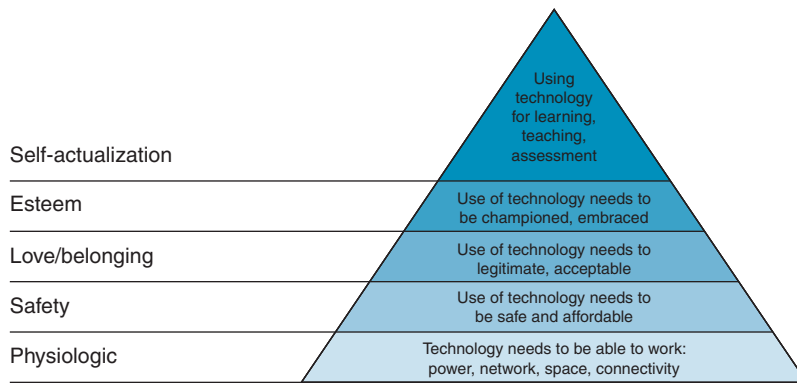 Using
technology
for learning,
teaching,
assessment
Self-actualization
Esteem
Use of technology needs to
be championed, embraced
Love/belonging
Use of technology needs to
legitimate, acceptable
Safety
Use of technology needs to
be safe and affordable
Physiologic
Technology needs to be able to work:
power, network, space, connectivity